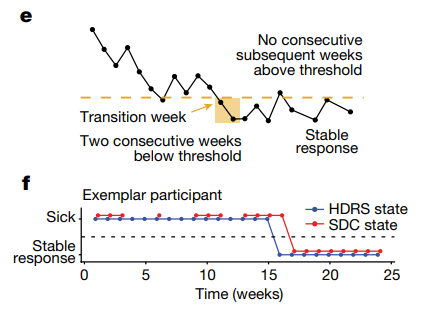 e
No consecutive
subsequent weeks
above threshold
Transition week
Two consecutive weeks
below threshold
Stable
response
f
Exemplar participant
HDRS state
SDC state
Sick
Stable
response
0 5 10 15 20 25
Time (weeks)